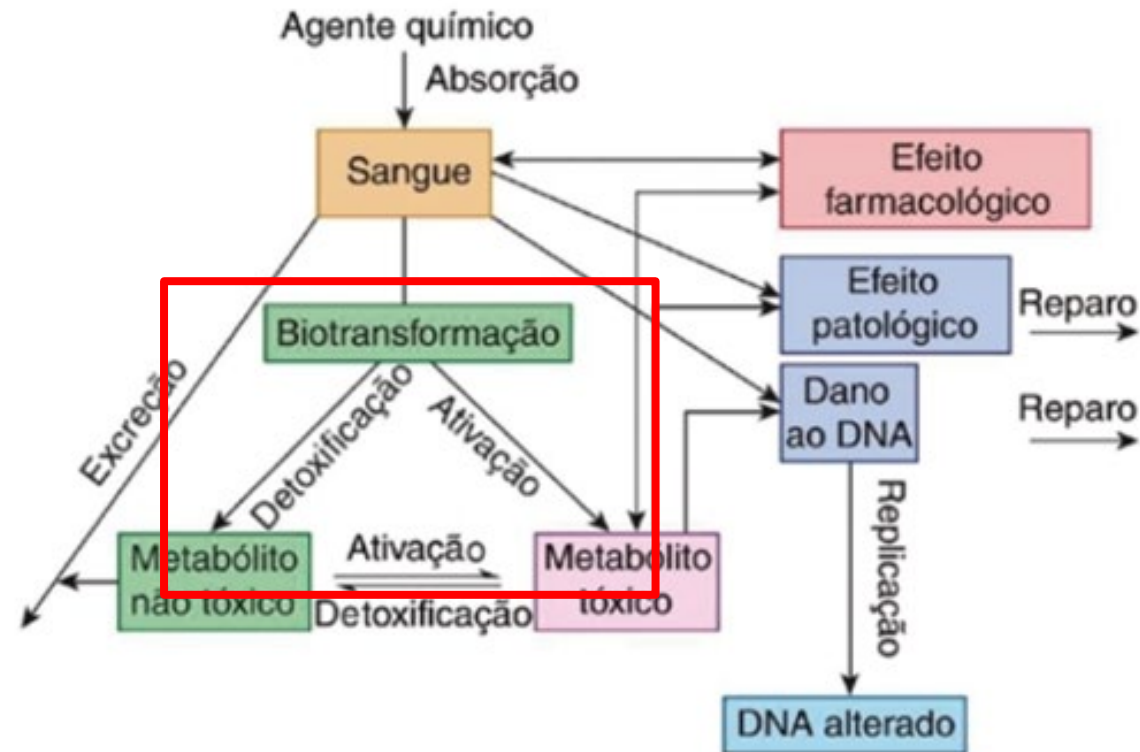 Agente químico
Absorção
Sangue
Efeito
farmacológico
Efeito
patológico
Reparo
Biotransformação
Dano
ao DNA
Reparo
Excreção
Detoxificação
Ativação
Replicação
Metabólito
não tóxico
Ativação
Detoxificação
Metabólito
tóxico
DNA alterado